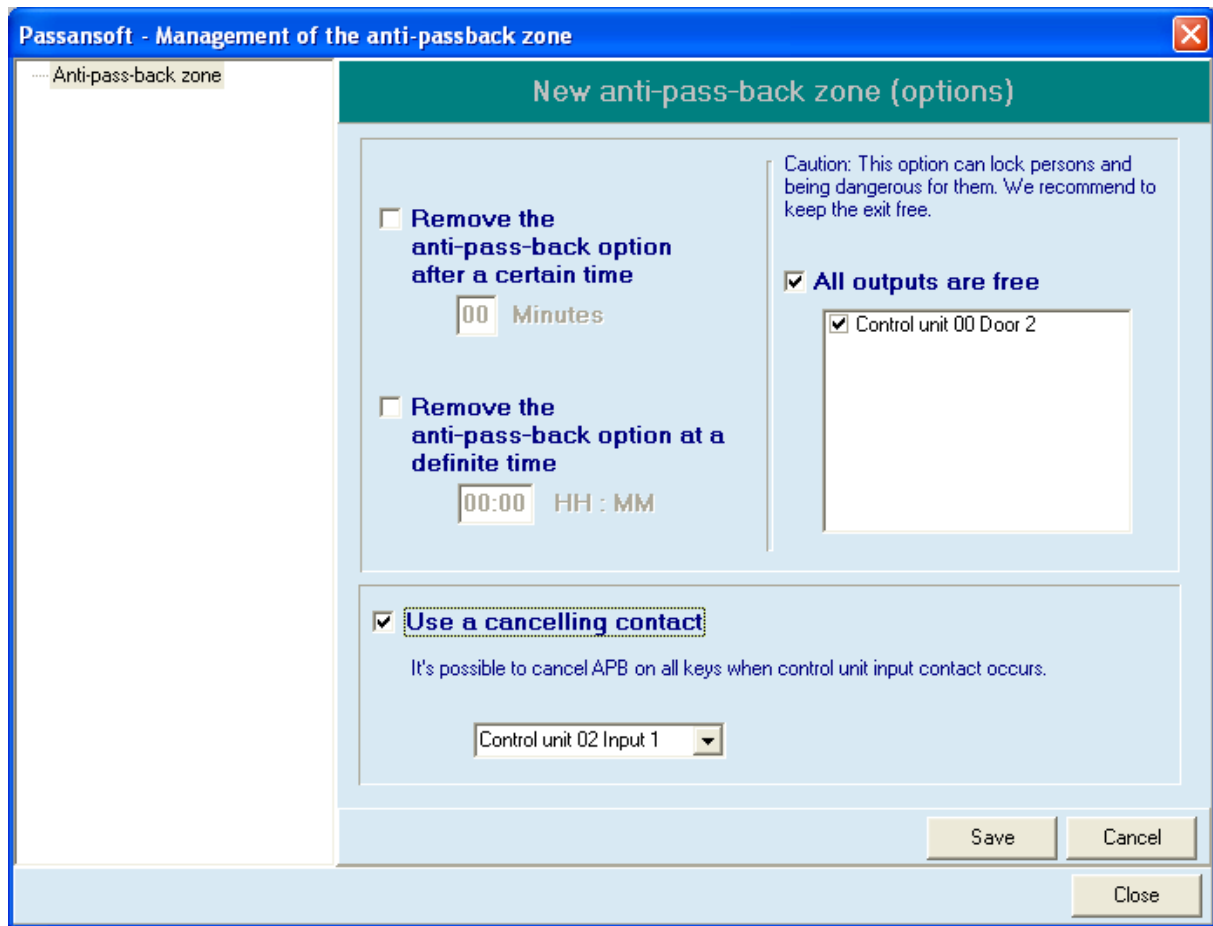 Passansoft - Management of the anti-passback zone
Anti-pass-back zone
New anti-pass-back zone (options)
Remove the
anti-pass-back option
after a certain time
00 Minutes
Remove the
anti-pass-back option at a
definite time
00:00 HH : MM
Caution: This option can lock persons and
being dangerous for them. We recommend to
keep the exit free.
All outputs are free
Control unit 00 Door 2
Use a cancelling contact
It's possible to cancel APB on all keys when control unit input contact occurs.
Control unit 02 Input 1
Save Cancel
Close